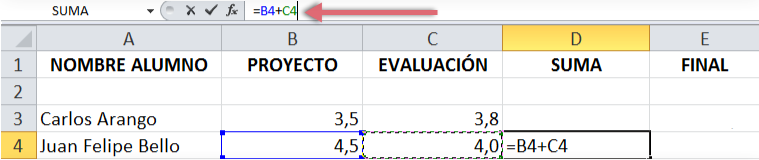 SUMA fx =B4+C4
A B C D E
1 NOMBRE ALUMNO PROYECTO EVALUACIÓN SUMA FINAL
2
3 Carlos Arango 3,5 3,8
4 Juan Felipe Bello 4,5 4,0 =B4+C4